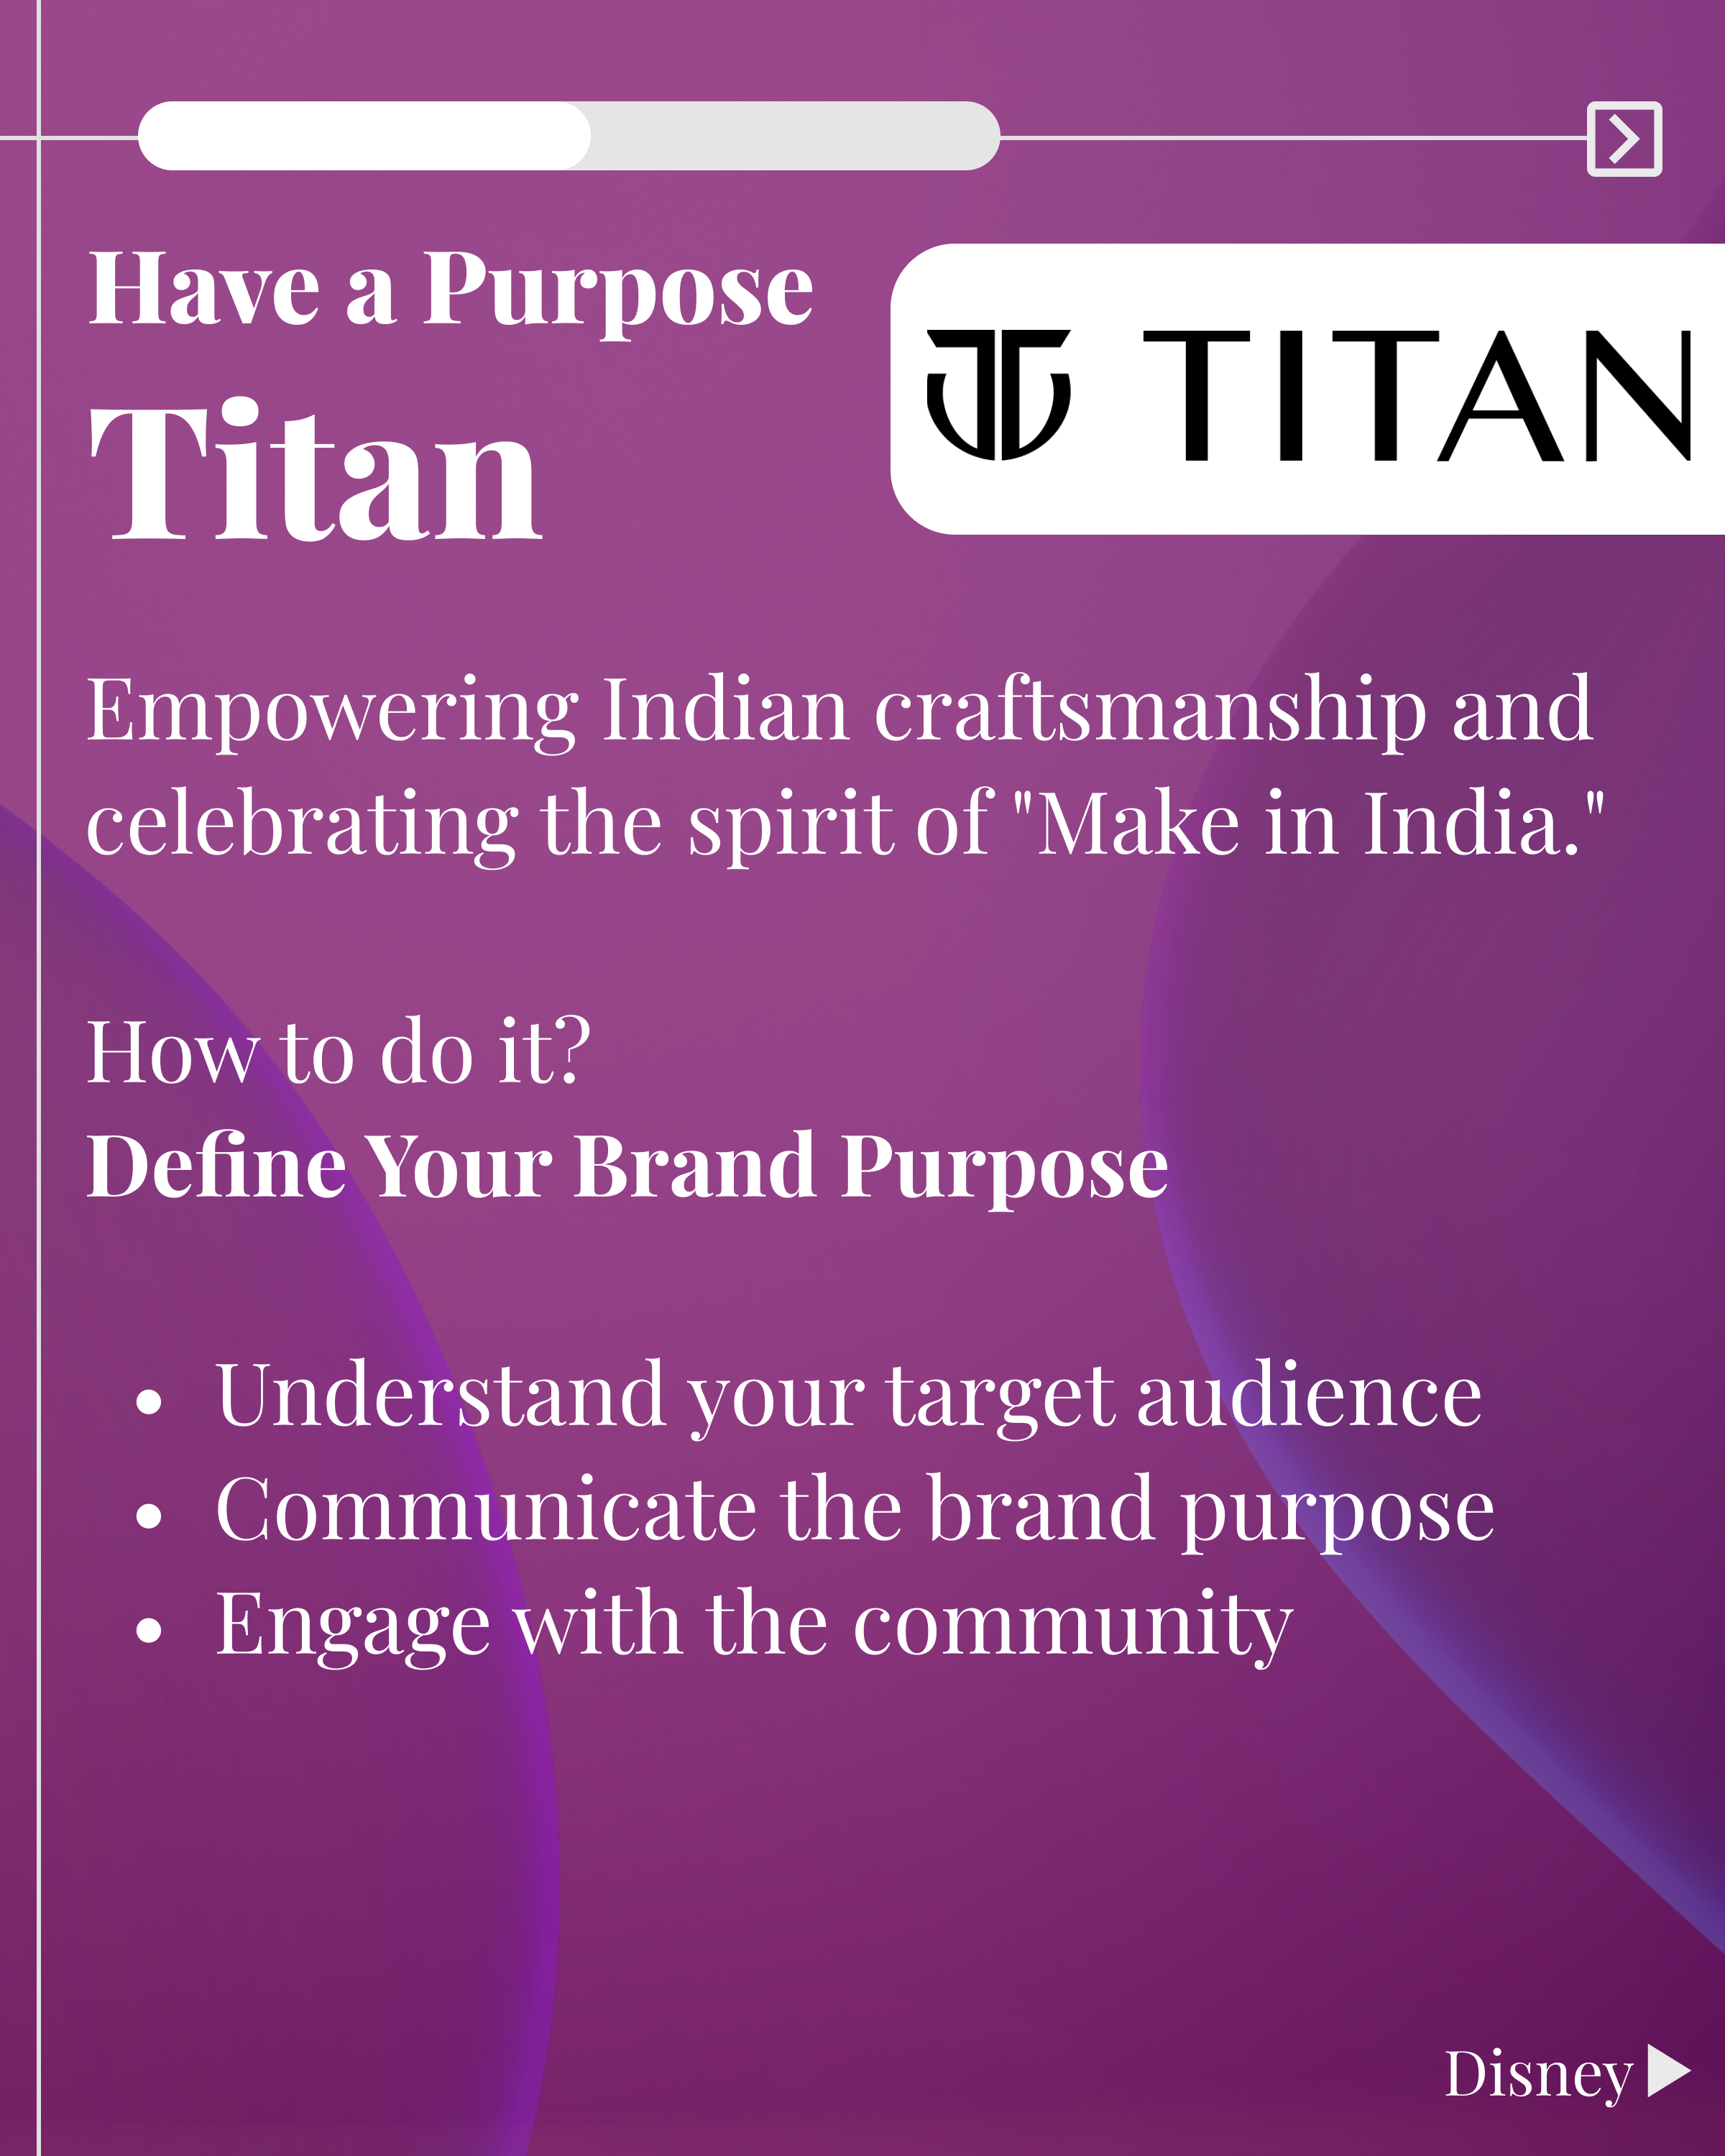 Have a Purpose
Titan
TITAN
Empowering Indian craftsmanship and
celebrating the spirit of "Make in India."
How to do it?
Define Your Brand Purpose
• Understand your target audience
• Communicate the brand purpose
• Engage with the community
Disney